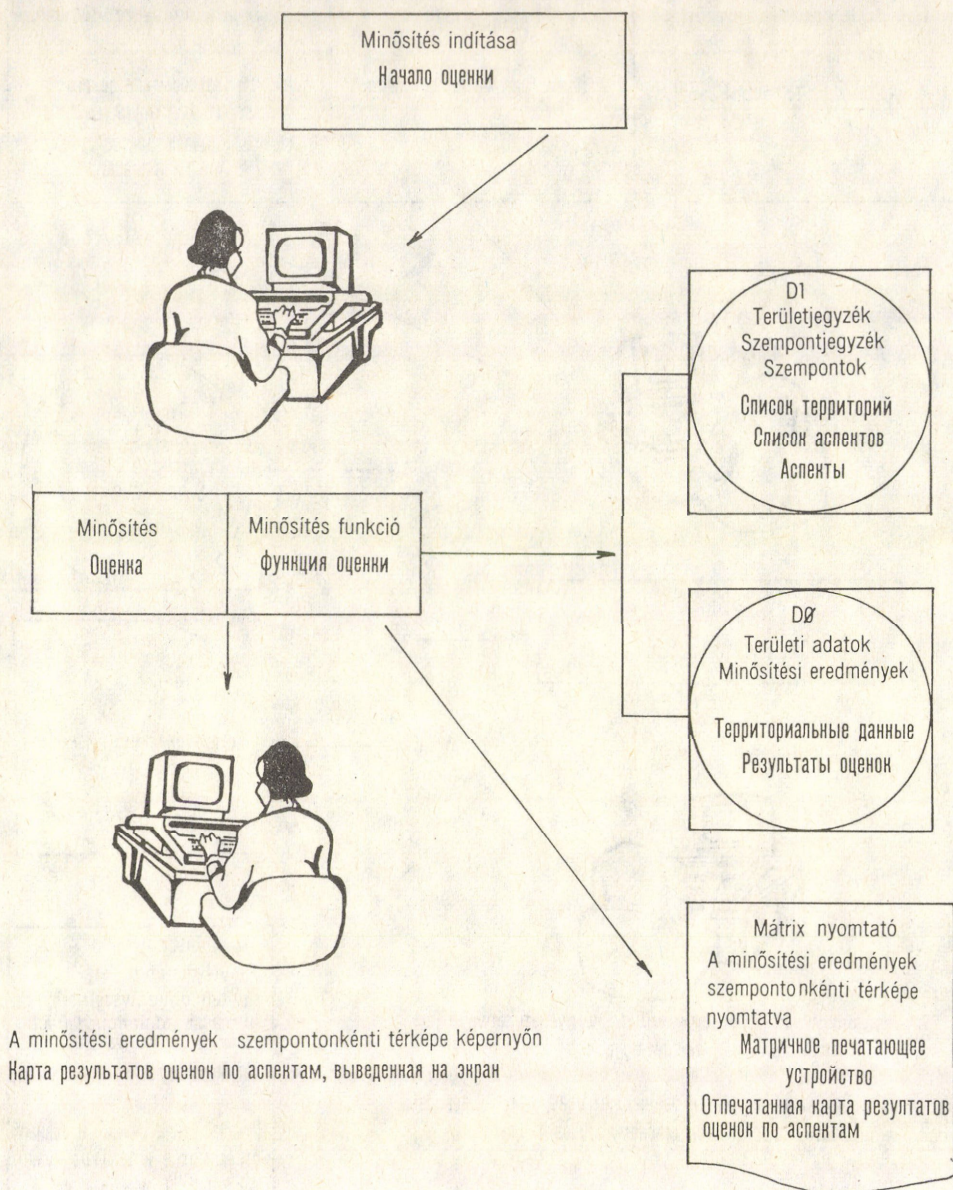 Minősítés indítása
Начало оценки
D1
Területjegyzék
Szempontjegyzék
Szempontok
Список территорий
Список аспентов
Аспекты
Minősítés
Оценка
Minősítés funkció
функция оценки
DØ
Területi adatok
Minősítési eredmények
Территориальные данные
Результаты оценок
A minősítési eredmények szempontonkénti térképe képernyőn
Карта результатов оценок по аспектам, выведенная на экран
Mátrix nyomtató
A minősítési eredmények
szempontonkénti térképe
nyomtatva
Матричное печатающее
устройство
Отпечатанная карта резултатов
оценок по аспектам